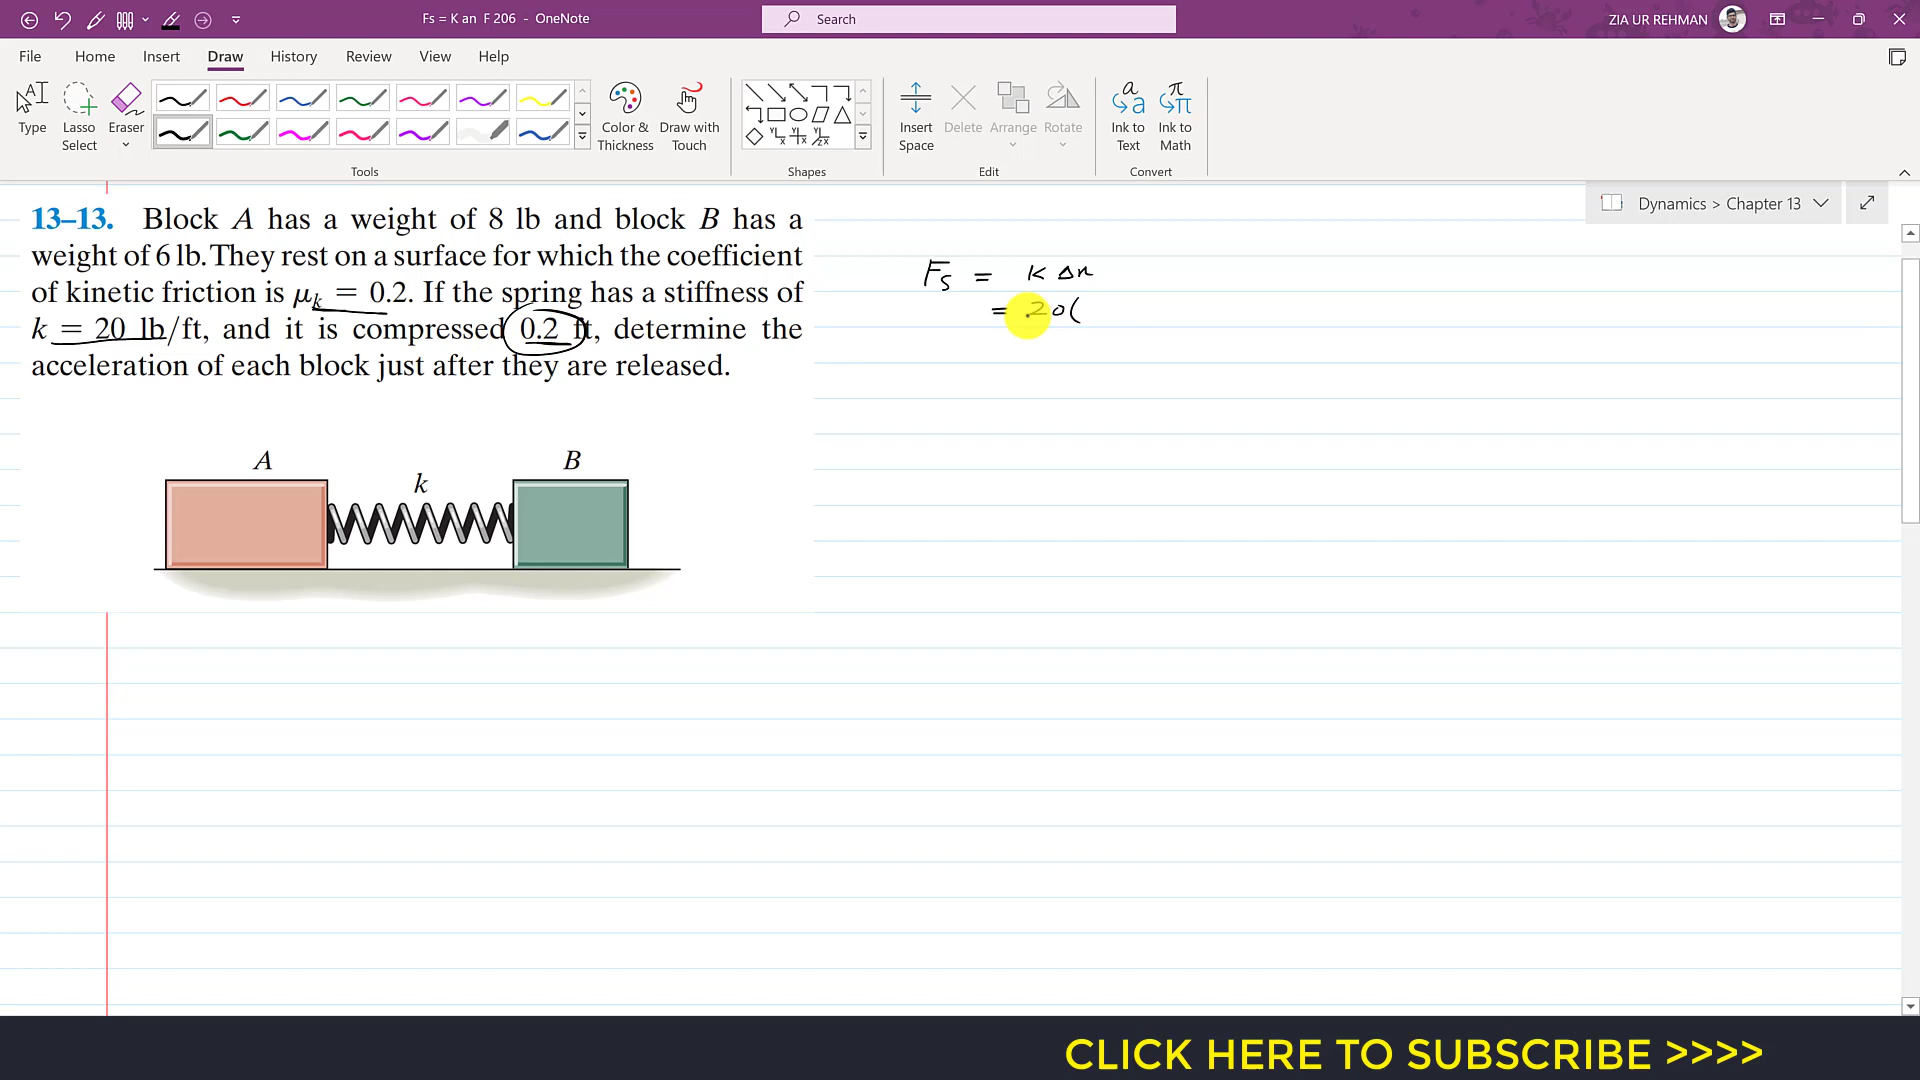 Fs = K an F 206 - OneNote
Search
ZIA UR REHMAN
File Home Insert Draw History Review View Help
Type
Lasso Select
Eraser
Color & Thickness
Draw with Touch
Insert Space
Delete
Arrange
Rotate
Ink to Text
Ink to Math
Tools
Shapes
Edit
Convert
Dynamics > Chapter 13
13–13. Block A has a weight of 8 lb and block B has a
weight of 6 lb. They rest on a surface for which the coefficient
of kinetic friction is μk = 0.2. If the spring has a stiffness of
k = 20 lb/ft, and it is compressed 0.2 ft, determine the
acceleration of each block just after they are released.
Fs = K Δx
= 20(
A
k
B
CLICK HERE TO SUBSCRIBE >>>>